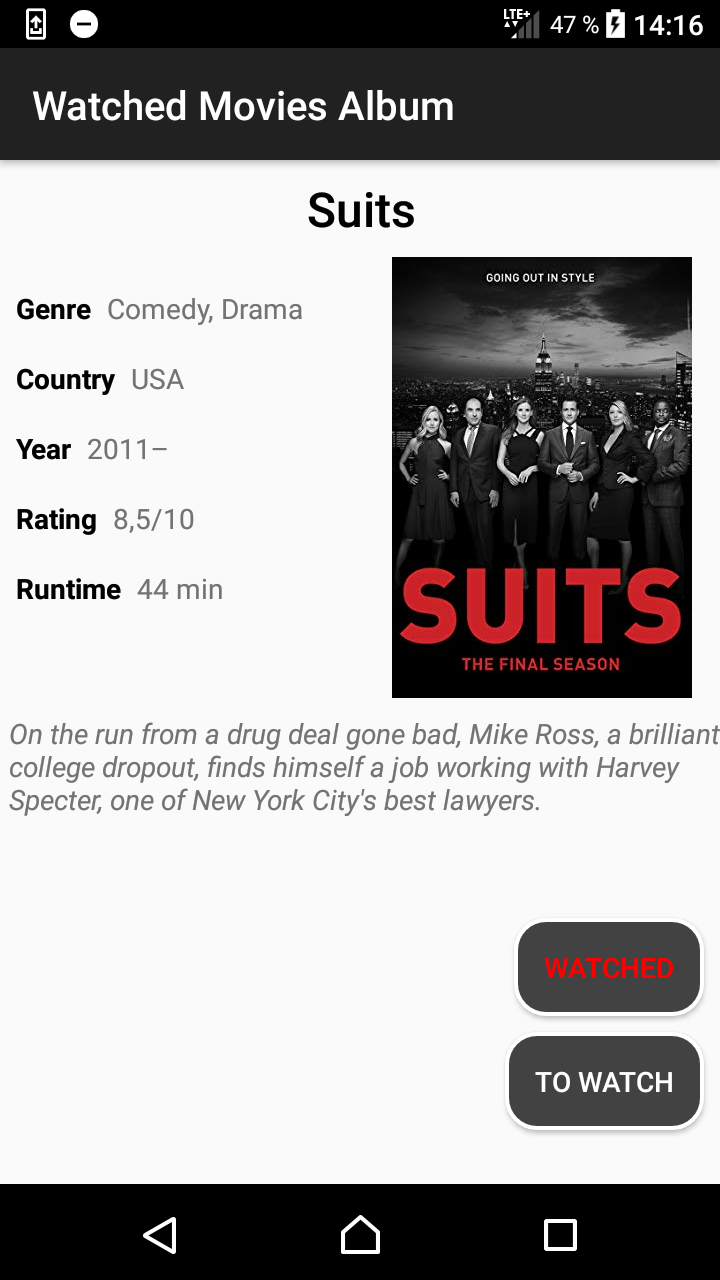 LTE+ 47 % 14:16
Watched Movies Album
Suits
Genre Comedy, Drama
Country USA
Year 2011–
Rating 8,5/10
Runtime 44 min
GOING OUT IN STYLE
SUITS
THE FINAL SEASON
On the run from a drug deal gone bad, Mike Ross, a brilliant
college dropout, finds himself a job working with Harvey
Specter, one of New York City's best lawyers.
WATCHED
TO WATCH